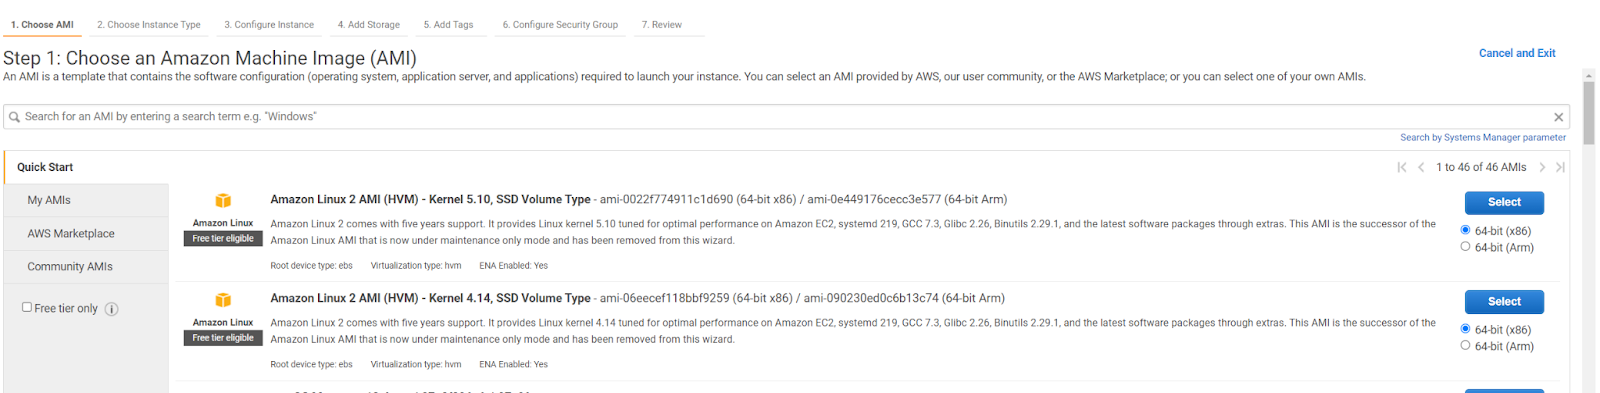 1. Choose AMI 2. Choose Instance Type 3. Configure Instance 4. Add Storage 5. Add Tags 6. Configure Security Group 7. Review
Step 1: Choose an Amazon Machine Image (AMI)
Cancel and Exit
An AMI is a template that contains the software configuration (operating system, application server, and applications) required to launch your instance. You can select an AMI provided by AWS, our user community, or the AWS Marketplace; or you can select one of your own AMIs.
Search for an AMI by entering a search term e.g. "Windows"
Search by Systems Manager parameter
Quick Start
1 to 46 of 46 AMIs
My AMIs
AWS Marketplace
Community AMIs
Free tier only
Amazon Linux
Free tier eligible
Amazon Linux 2 AMI (HVM) - Kernel 5.10, SSD Volume Type - ami-0022f774911c1d690 (64-bit x86) / ami-0e449176cecc3e577 (64-bit Arm)
Amazon Linux 2 comes with five years support. It provides Linux kernel 5.10 tuned for optimal performance on Amazon EC2, systemd 219, GCC 7.3, Glibc 2.26, Binutils 2.29.1, and the latest software packages through extras. This AMI is the successor of the
Amazon Linux AMI that is now under maintenance only mode and has been removed from this wizard.
Root device type: ebs Virtualization type: hvm ENA Enabled: Yes
Select
64-bit (x86)
64-bit (Arm)
Amazon Linux
Free tier eligible
Amazon Linux 2 AMI (HVM) - Kernel 4.14, SSD Volume Type - ami-06eecef118bbf9259 (64-bit x86) / ami-090230ed0c6b13c74 (64-bit Arm)
Amazon Linux 2 comes with five years support. It provides Linux kernel 4.14 tuned for optimal performance on Amazon EC2, systemd 219, GCC 7.3, Glibc 2.26, Binutils 2.29.1, and the latest software packages through extras. This AMI is the successor of the
Amazon Linux AMI that is now under maintenance only mode and has been removed from this wizard.
Root device type: ebs Virtualization type: hvm ENA Enabled: Yes
Select
64-bit (x86)
64-bit (Arm)